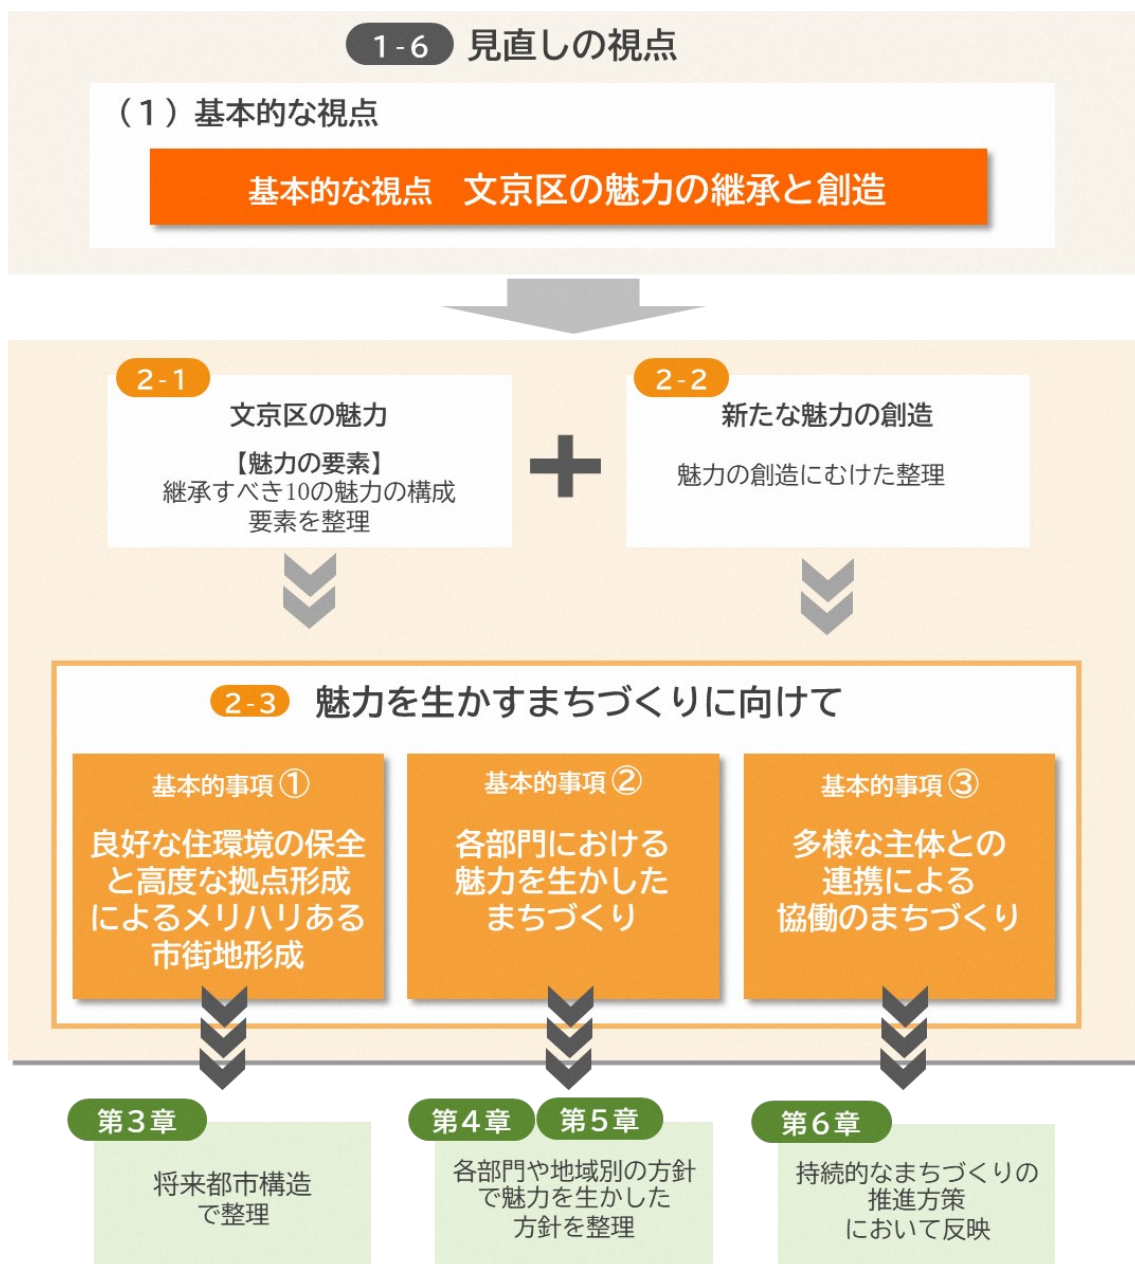 1-6 見直しの視点
（1）基本的な視点
基本的な視点 文京区の魅力の継承と創造
2-1
文京区の魅力
【魅力の要素】
継承すべき10の魅力の構成
要素を整理
2-2
新たな魅力の創造
魅力の創造にむけた整理
2-3 魅力を生かすまちづくりに向けて
基本的事項①
良好な住環境の保全
と高度な拠点形成
によるメリハリある
市街地形成
基本的事項②
各部門における
魅力を生かした
まちづくり
基本的事項③
多様な主体との
連携による
協働のまちづくり
第3章
将来都市構造
で整理
第4章 第5章
各部門や地域別の方針
で魅力を生かした
方針を整理
第6章
持続的なまちづくりの
推進方策
において反映